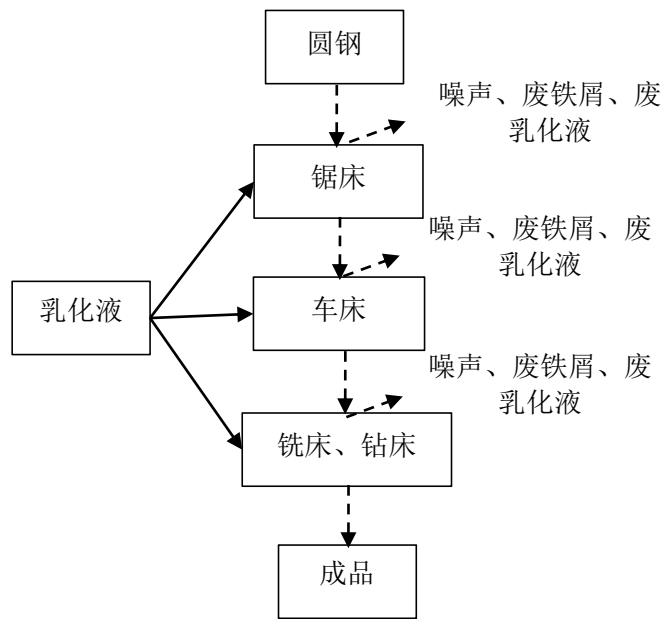 圆钢
噪声、废铁屑、废
乳化液
锯床
噪声、废铁屑、废
乳化液
乳化液
车床
噪声、废铁屑、废
乳化液
铣床、钻床
成品